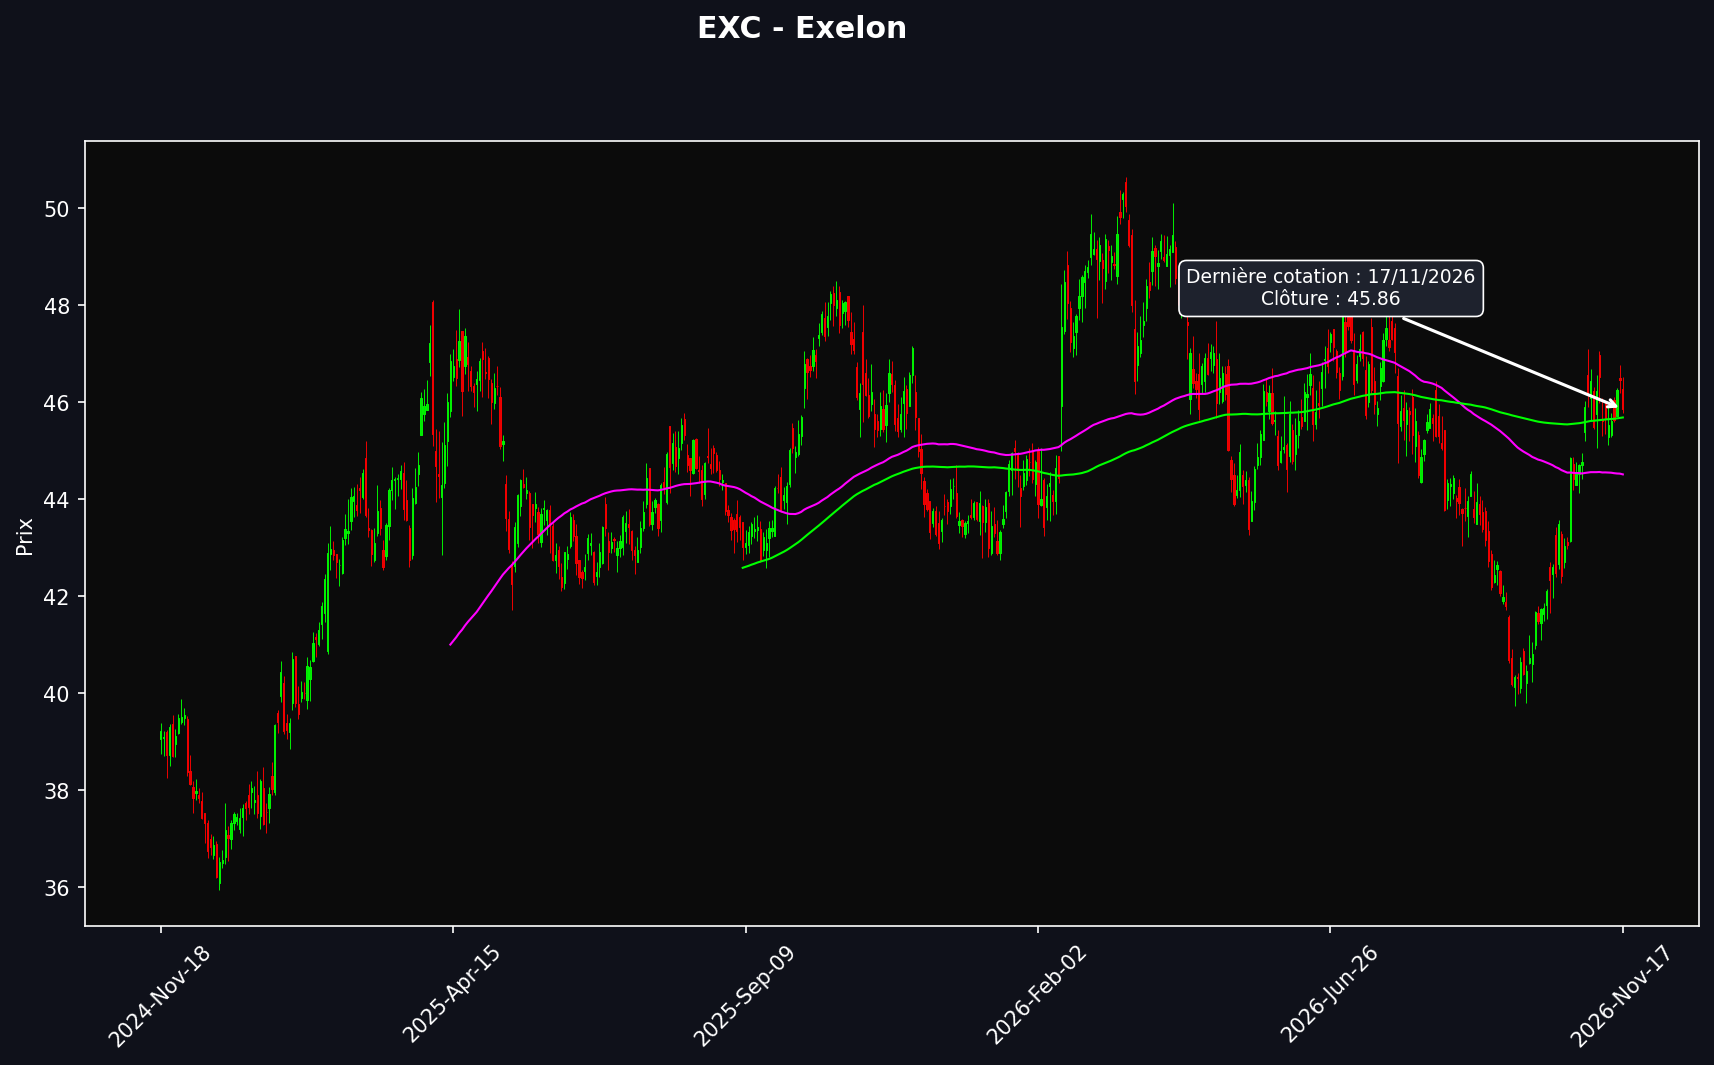 EXC - Exelon
Dernière cotation : 17/11/2026
Clôture : 45.86
Prix
50
48
46
44
42
40
38
36
2024-Nov-18
2025-Apr-15
2025-Sep-09
2026-Feb-02
2026-Jun-26
2026-Nov-17